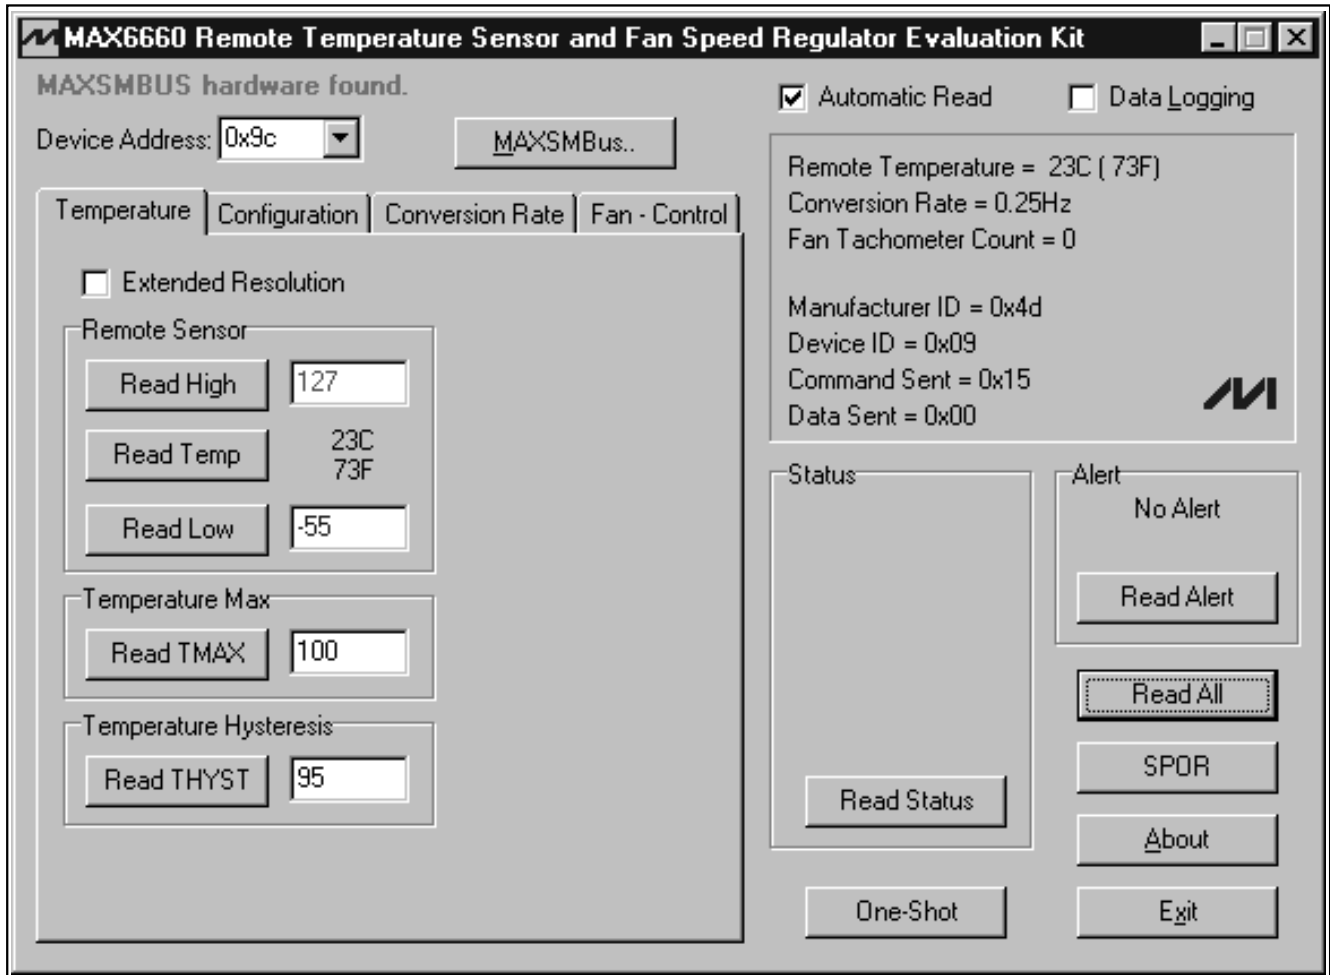 MAX6660 Remote Temperature Sensor and Fan Speed Regulator Evaluation Kit
MAXSMBUS hardware found.
Device Address: 0x9c
MAXSMBus..
Automatic Read
Data Logging
Temperature
Configuration
Conversion Rate
Fan - Control
Extended Resolution
Remote Sensor
Read High 127
Read Temp 23C
73F
Read Low -55
Temperature Max
Read TMAX 100
Temperature Hysteresis
Read THYST 95
Remote Temperature = 23C ( 73F)
Conversion Rate = 0.25Hz
Fan Tachometer Count = 0
Manufacturer ID = 0x4d
Device ID = 0x09
Command Sent = 0x15
Data Sent = 0x00
Status
Read Status
One-Shot
Alert
No Alert
Read Alert
Read All
SPOR
About
Exit